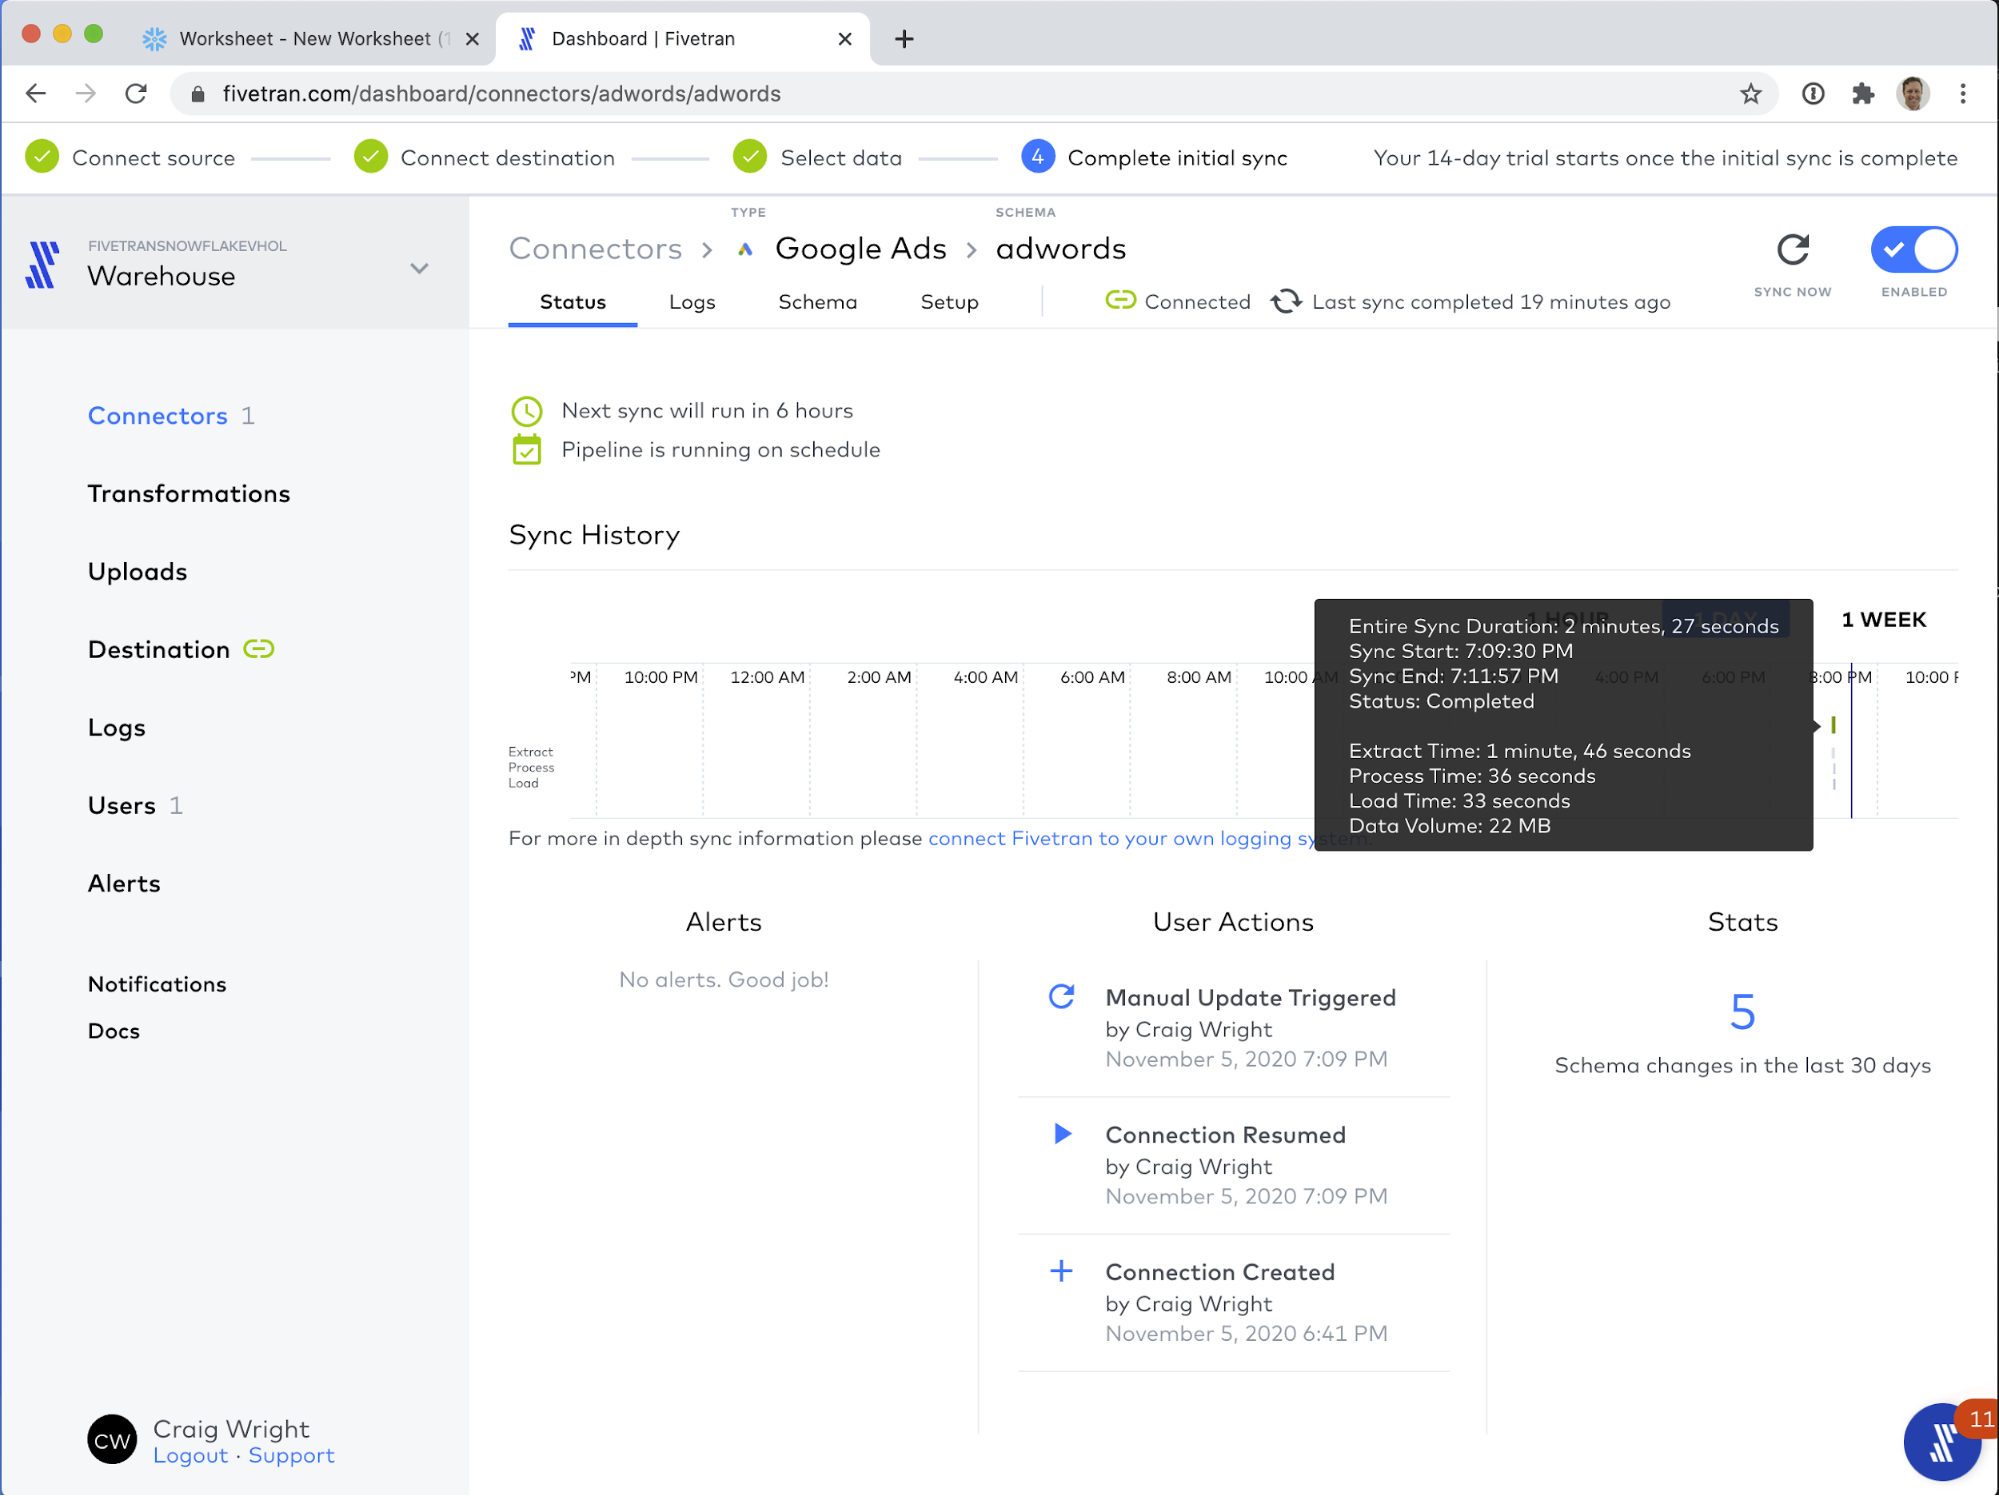 Worksheet - New Worksheet (1
Dashboard | Fivetran
fivetran.com/dashboard/connectors/adwords/adwords
Connect source
Connect destination
Select data
4 Complete initial sync
Your 14-day trial starts once the initial sync is complete
FIVETRANSNOWFLAKEVHOL
Warehouse
TYPE
SCHEMA
Connectors > Google Ads > adwords
SYNC NOW
ENABLED
Status
Logs
Schema
Setup
Connected
Last sync completed 19 minutes ago
Connectors 1
Transformations
Uploads
Destination
Logs
Users 1
Alerts
Notifications
Docs
Craig Wright
Logout · Support
CW
Next sync will run in 6 hours
Pipeline is running on schedule
Sync History
1 HOUR
1 DAY
1 WEEK
PM 10:00 PM 12:00 AM 2:00 AM 4:00 AM 6:00 AM 8:00 AM 10:00 AM 4:00 PM 6:00 PM 8:00 PM 10:00 P
Extract
Process
Load
Entire Sync Duration: 2 minutes, 27 seconds
Sync Start: 7:09:30 PM
Sync End: 7:11:57 PM
Status: Completed
Extract Time: 1 minute, 46 seconds
Process Time: 36 seconds
Load Time: 33 seconds
Data Volume: 22 MB
For more in depth sync information please connect Fivetran to your own logging system.
Alerts
No alerts. Good job!
User Actions
Manual Update Triggered
by Craig Wright
November 5, 2020 7:09 PM
Connection Resumed
by Craig Wright
November 5, 2020 7:09 PM
Connection Created
by Craig Wright
November 5, 2020 6:41 PM
Stats
5
Schema changes in the last 30 days
11